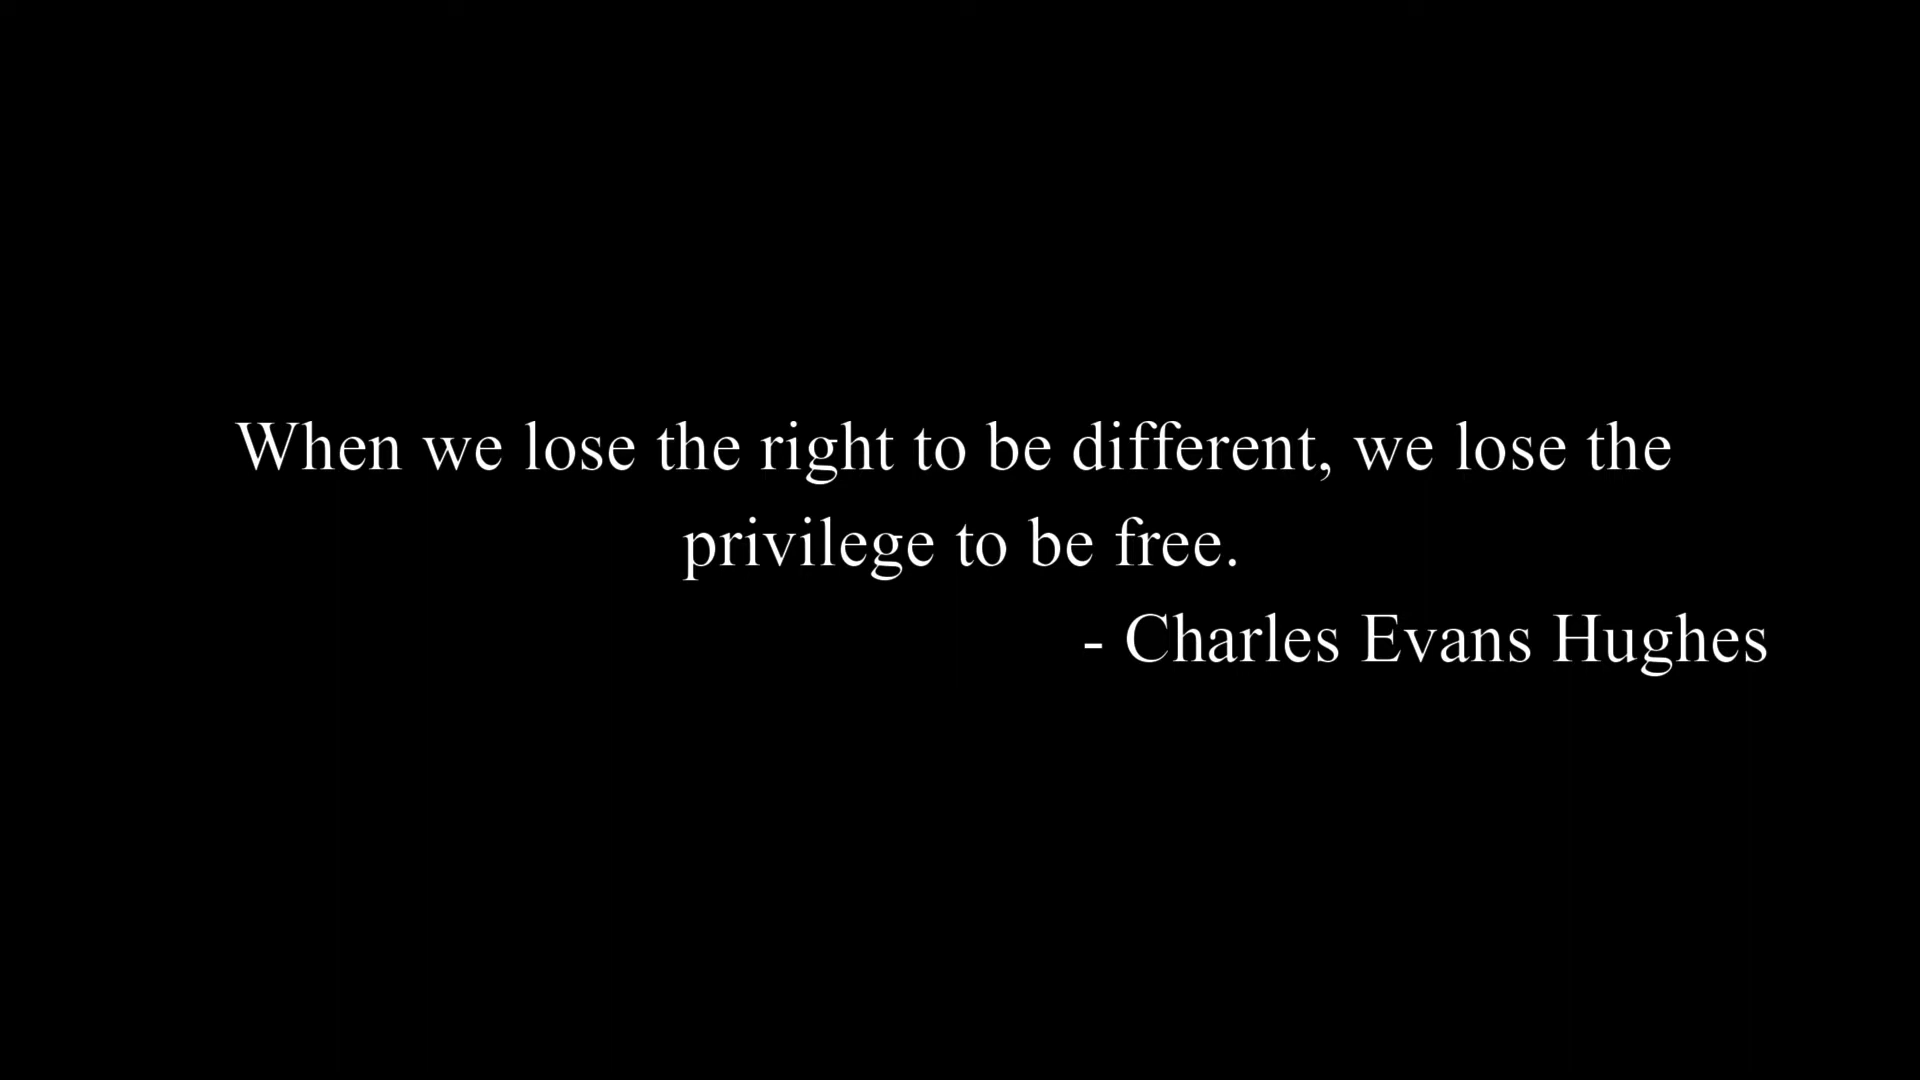 When we lose the right to be different, we lose the
privilege to be free.
- Charles Evans Hughes